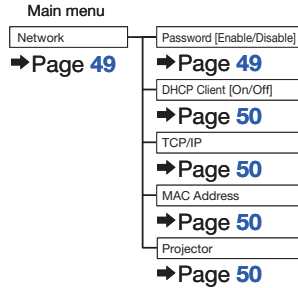 Main menu
Network
➡Page 49
Password [Enable/Disable]
➡Page 49
DHCP Client [On/Off]
➡Page 50
TCP/IP
➡Page 50
MAC Address
➡Page 50
Projector
➡Page 50